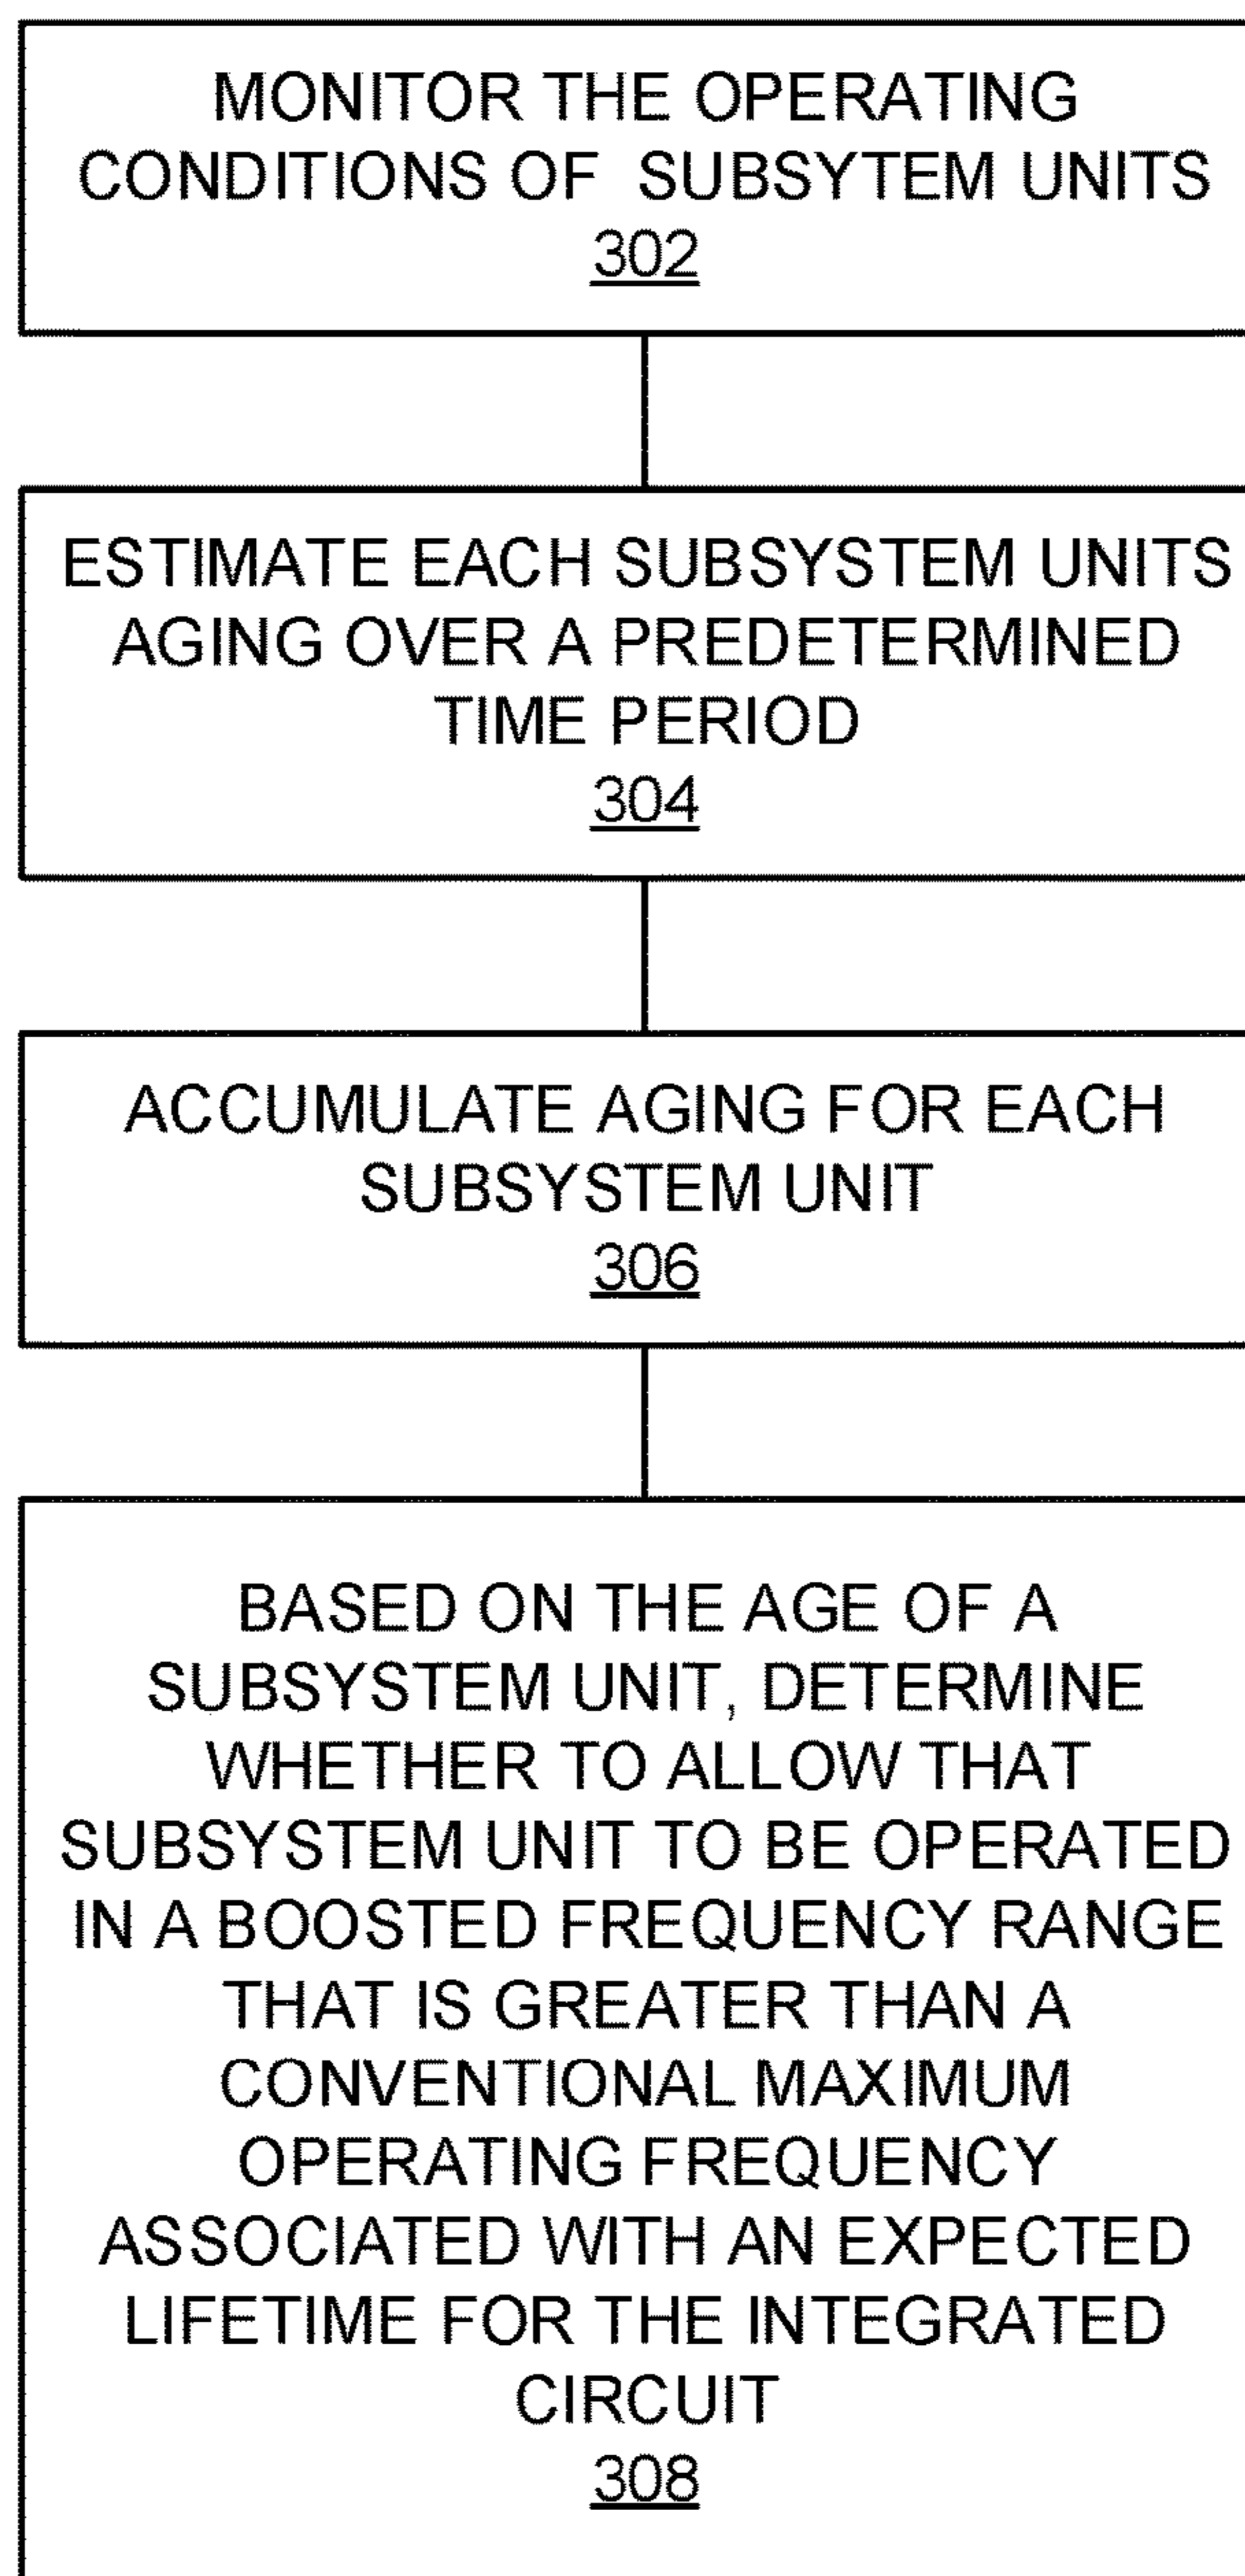 MONITOR THE OPERATING
CONDITIONS OF SUBSYTEM UNITS
302
ESTIMATE EACH SUBSYSTEM UNITS
AGING OVER A PREDETERMINED
TIME PERIOD
304
ACCUMULATE AGING FOR EACH
SUBSYSTEM UNIT
306
BASED ON THE AGE OF A
SUBSYSTEM UNIT, DETERMINE
WHETHER TO ALLOW THAT
SUBSYSTEM UNIT TO BE OPERATED
IN A BOOSTED FREQUENCY RANGE
THAT IS GREATER THAN A
CONVENTIONAL MAXIMUM
OPERATING FREQUENCY
ASSOCIATED WITH AN EXPECTED
LIFETIME FOR THE INTEGRATED
CIRCUIT
308